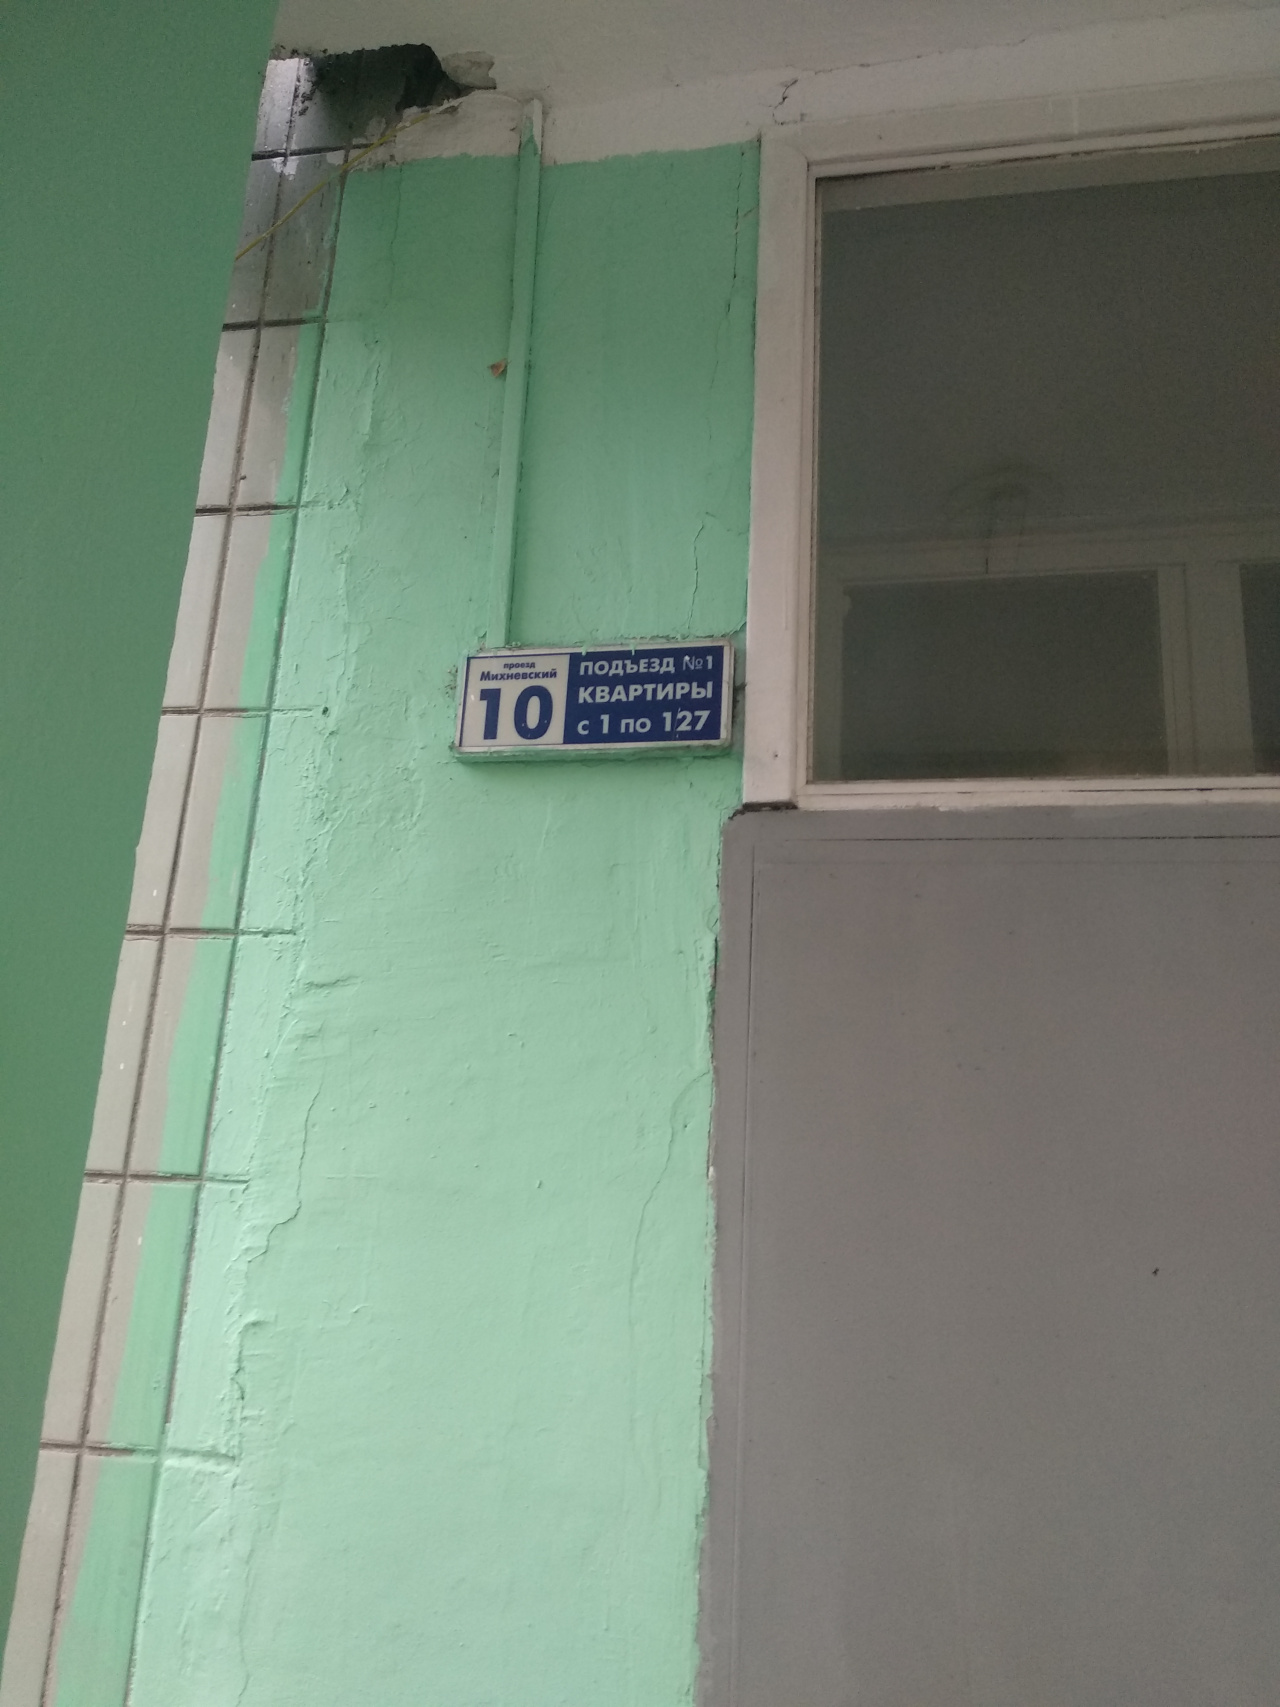 проезд
Михневский
10
ПОДЪЕЗД №1
КВАРТИРЫ
с 1 по 127